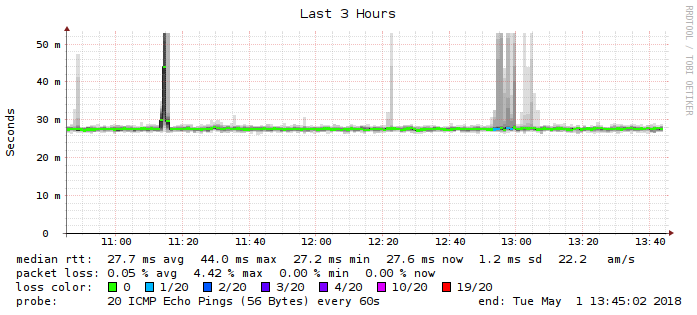 Last 3 Hours
RRDTOOL / TOBI OETIKER
Seconds
50 m
40 m
30 m
20 m
10 m
0
11:00 11:20 11:40 12:00 12:20 12:40 13:00 13:20 13:40
median rtt: 27.7 ms avg 44.0 ms max 27.2 ms min 27.6 ms now 1.2 ms sd 22.2 am/s
packet loss: 0.05 % avg 4.42 % max 0.00 % min 0.00 % now
loss color: 0 1/20 2/20 3/20 4/20 10/20 19/20
probe: 20 ICMP Echo Pings (56 Bytes) every 60s end: Tue May 1 13:45:02 2018